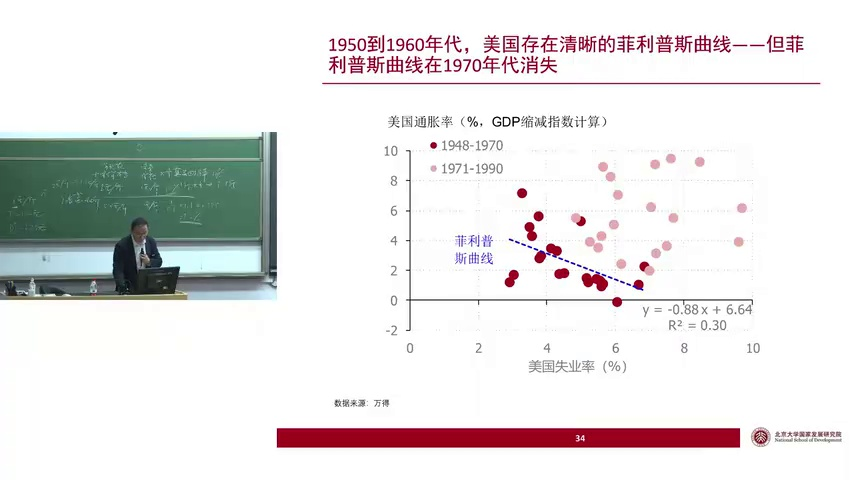 1950到1960年代，美国存在清晰的菲利普斯曲线——但菲
利普斯曲线在1970年代消失
美国通胀率（%，GDP缩减指数计算）
1948-1970
1971-1990
10
8
6
4
2
0
-2
菲利普
斯曲线
y = -0.88 x + 6.64
R² = 0.30
0 2 4 6 8 10
美国失业率（%）
数据来源：万得
34
北京大学国家发展研究院
National School of Development